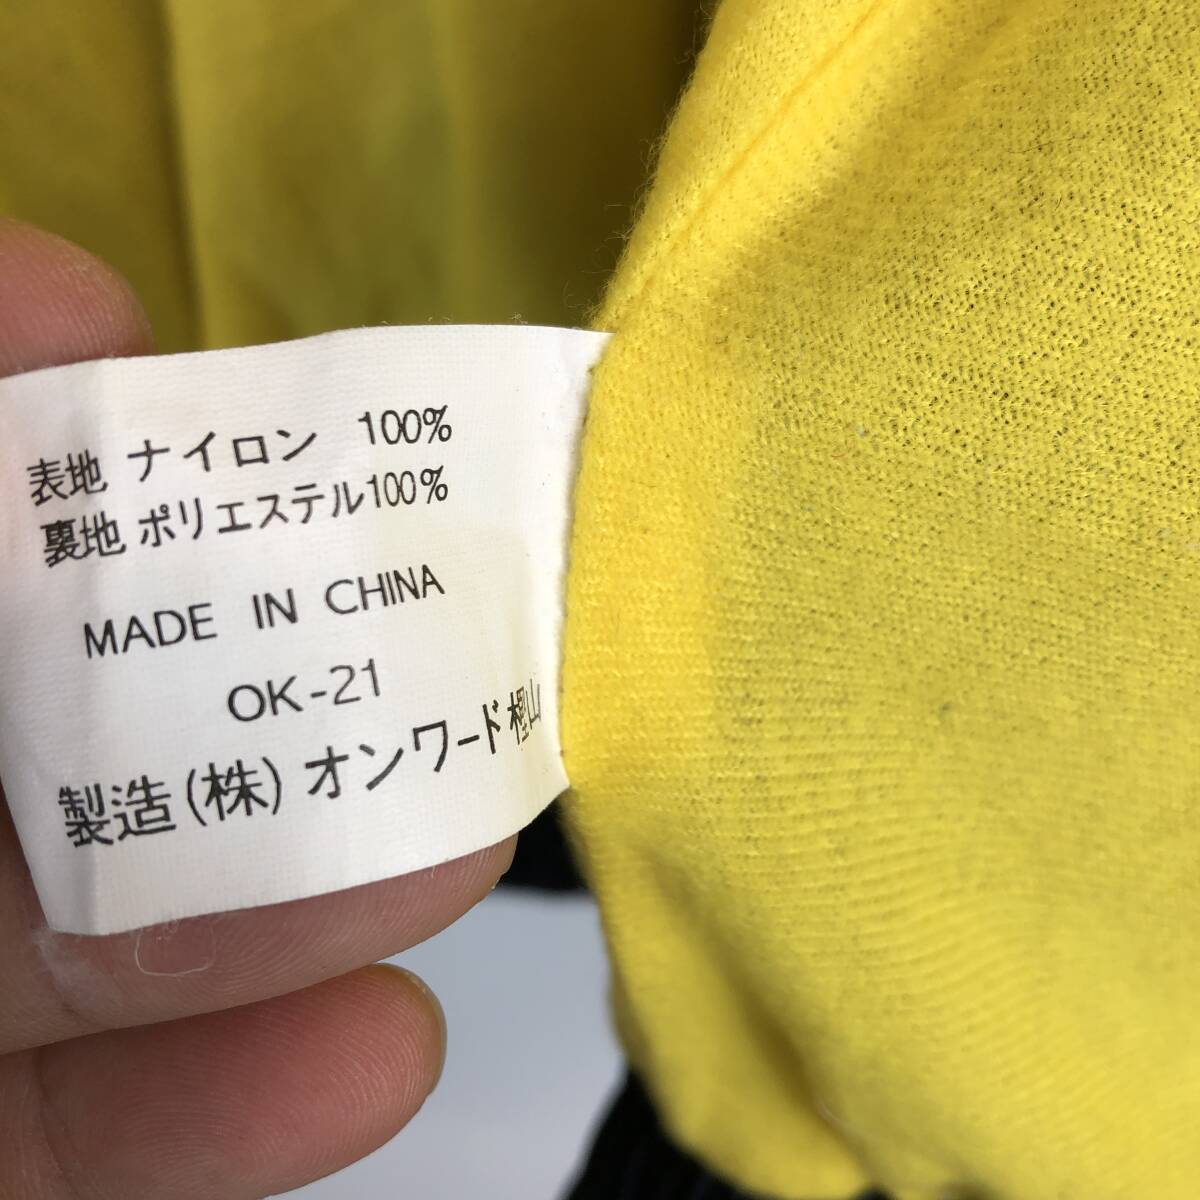 表地 ナイロン 100%
裏地 ポリエステル100%
MADE IN CHINA
OK-21
製造(株)オンワード樫山